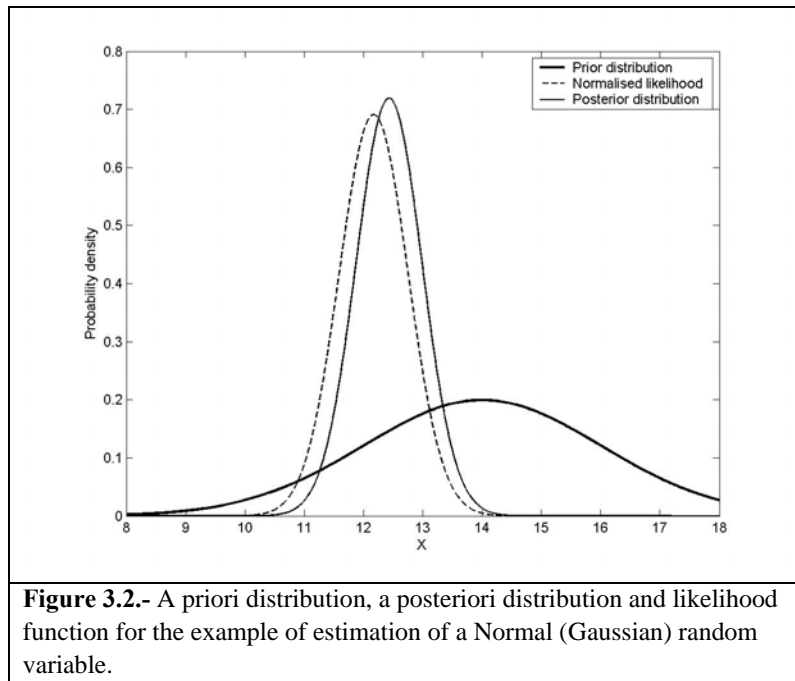 0.8
Prior distribution
Normalised likelihood
Posterior distribution
0.7
0.6
0.5
0.4
0.3
0.2
0.1
0
Probability density
8 9 10 11 12 13 14 15 16 17 18
X
Figure 3.2.- A priori distribution, a posteriori distribution and likelihood
function for the example of estimation of a Normal (Gaussian) random
variable.